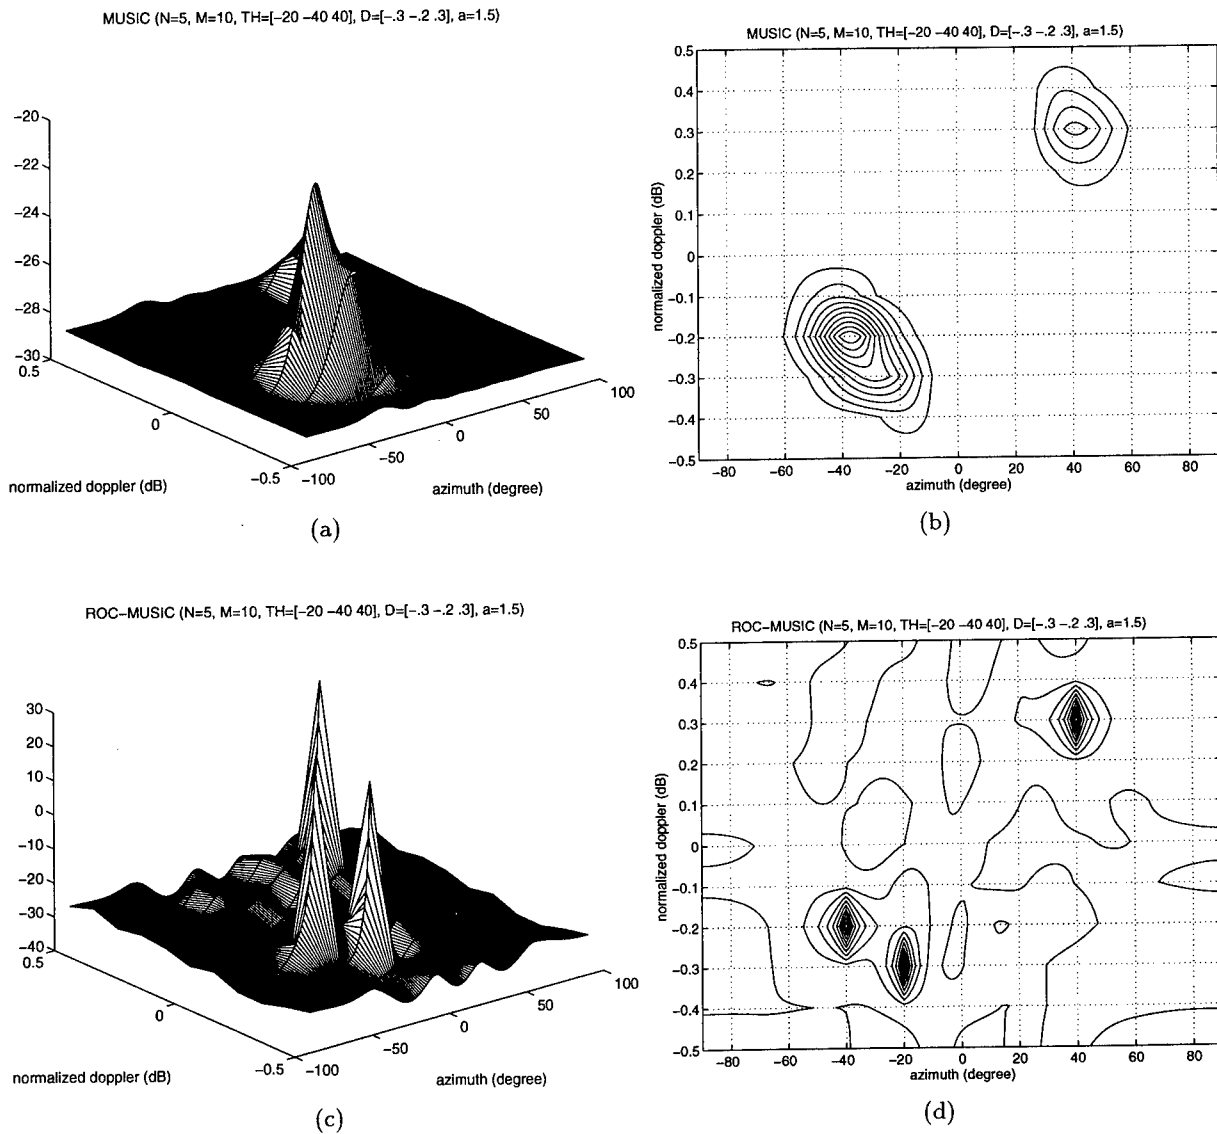 MUSIC (N=5, M=10, TH=[-20 -40 40], D=[-.3 -.2 .3], a=1.5)
-20
-22
-24
-26
-28
-30
0.5
0
-0.5
-100
-50
0
50
100
normalized doppler (dB)
azimuth (degree)
(a)
MUSIC (N=5, M=10, TH=[-20 -40 40], D=[-.3 -.2 .3], a=1.5)
0.5
0.4
0.3
0.2
0.1
0
-0.1
-0.2
-0.3
-0.4
-0.5
normalized doppler (dB)
-80 -60 -40 -20 0 20 40 60 80
azimuth (degree)
(b)
ROC-MUSIC (N=5, M=10, TH=[-20 -40 40], D=[-.3 -.2 .3], a=1.5)
30
20
10
0
-10
-20
-30
-40
0.5
0
-0.5
-100
-50
0
50
100
normalized doppler (dB)
azimuth (degree)
(c)
ROC-MUSIC (N=5, M=10, TH=[-20 -40 40], D=[-.3 -.2 .3], a=1.5)
0.5
0.4
0.3
0.2
0.1
0
-0.1
-0.2
-0.3
-0.4
-0.5
normalized doppler (dB)
-80 -60 -40 -20 0 20 40 60 80
azimuth (degree)
(d)